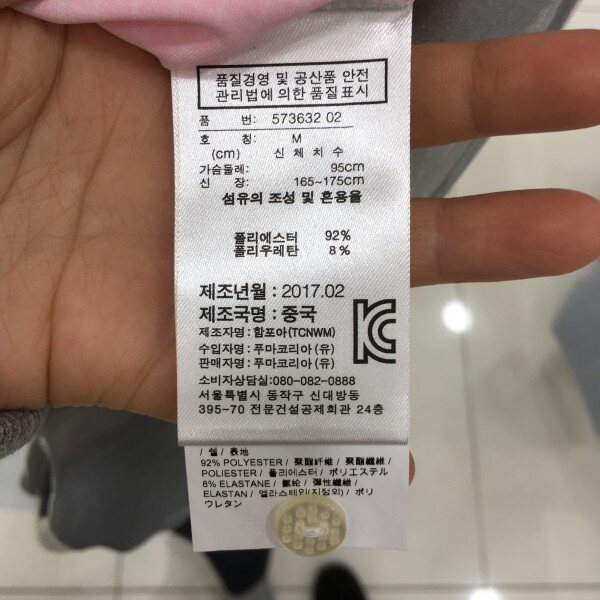 품질경영 및 공산품 안전
관리법에 의한 품질표시
품 번: 573632 02
호 칭: M
(cm) 신 체 치 수
가슴둘레: 95cm
신 장: 165~175cm
섬유의 조성 및 혼용율
폴리에스터 92%
폴리우레탄 8%
제조년월 : 2017.02
제조국명 : 중국
제조자명 : 함포아(TCNWM)
수입자명 : 푸마코리아 (유)
판매자명 : 푸마코리아 (유)
소비자상담실:080-082-0888
서울특별시 동작구 신대방동
395-70 전문건설공제회관 24층
/ 쉘 / 表地
92% POLYESTER / 聚酯纤维 / 聚酯纖維 /
POLIESTER / 폴리에스터 / ポリエステル
8% ELASTANE / 氨纶 / 彈性纖維 /
ELASTAN / 엘라스테인(진점위) / ポリ
ウレタン